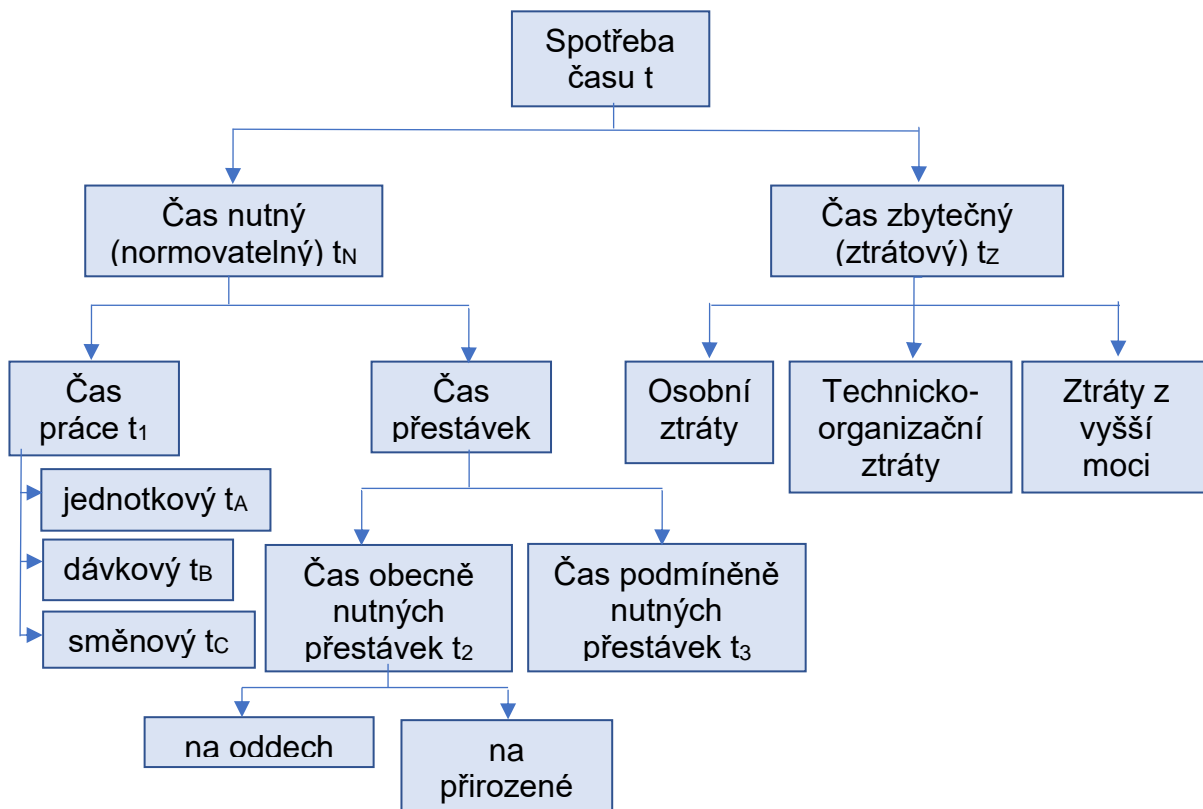 Spotřeba
času t
Čas nutný
(normovatelný) tN
Čas zbytečný
(ztrátový) tZ
Čas
práce t1
Čas
přestávek
Osobní
ztráty
Technicko-
organizační
ztráty
Ztráty z
vyšší
moci
jednotkový tA
dávkový tB
směnový tC
Čas obecně
nutných
přestávek t2
Čas podmíněně
nutných
přestávek t3
na oddech
na
přirozené